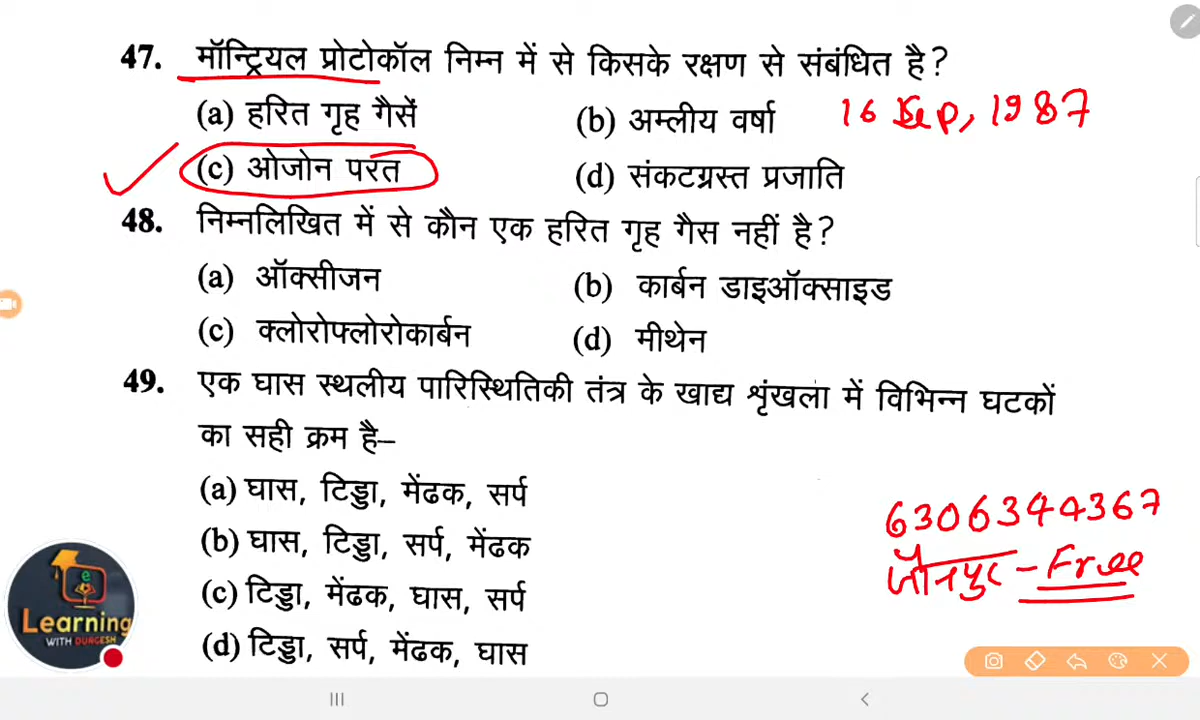 47. मॉन्ट्रियल प्रोटोकॉल निम्न में से किसके रक्षण से संबंधित है?
(a) हरित गृह गैसें (b) अम्लीय वर्षा
16 Sep, 1987
(c) ओजोन परत (d) संकटग्रस्त प्रजाति
48. निम्नलिखित में से कौन एक हरित गृह गैस नहीं है?
(a) ऑक्सीजन (b) कार्बन डाइऑक्साइड
(c) क्लोरोफ्लोरोकार्बन (d) मीथेन
49. एक घास स्थलीय पारिस्थितिकी तंत्र के खाद्य शृंखला में विभिन्न घटकों
का सही क्रम है–
(a) घास, टिड्डा, मेंढक, सर्प
(b) घास, टिड्डा, सर्प, मेंढक
(c) टिड्डा, मेंढक, घास, सर्प
(d) टिड्डा, सर्प, मेंढक, घास
6306344367
जौनपुर – Free
e
Learning
WITH DURGESH